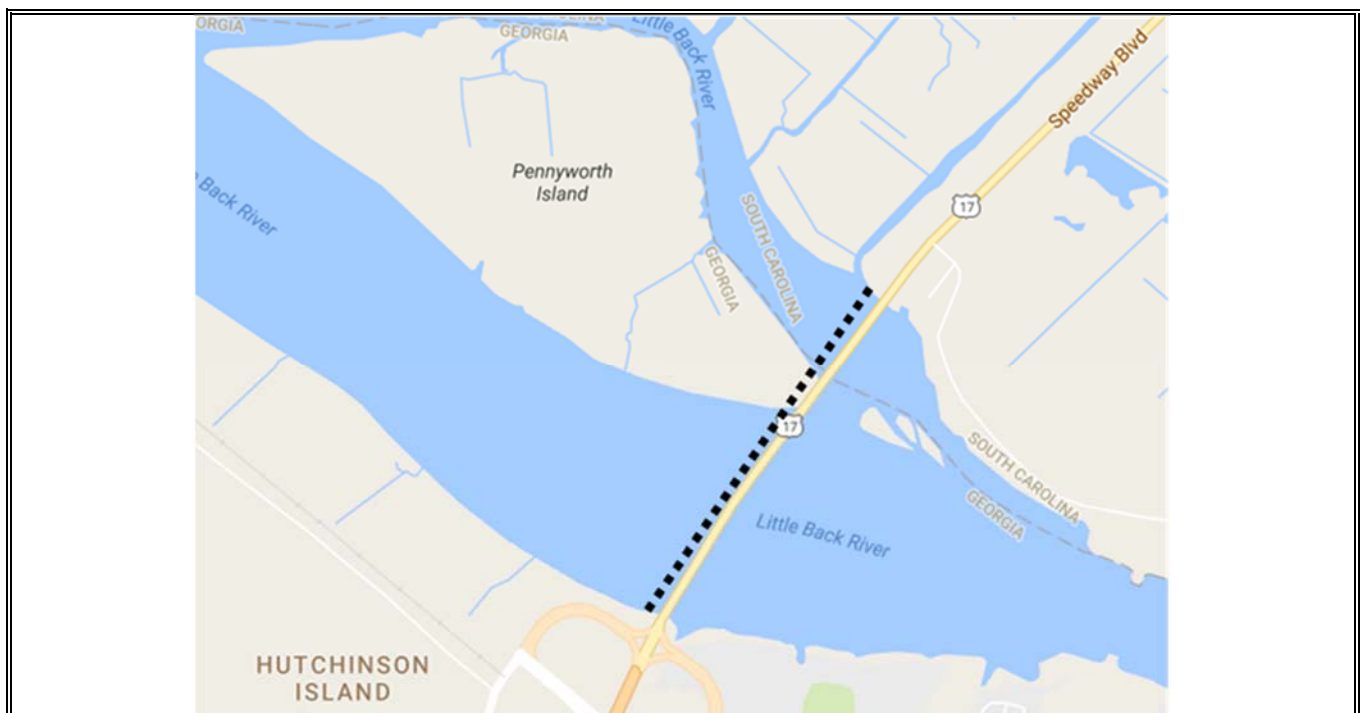 ORGIA
GEORGIA
Little Back River
Speedway Blvd
Pennyworth
Island
Back River
17
SOUTH CAROLINA
GEORGIA
17
SOUTH CAROLINA
GEORGIA
Little Back River
HUTCHINSON
ISLAND